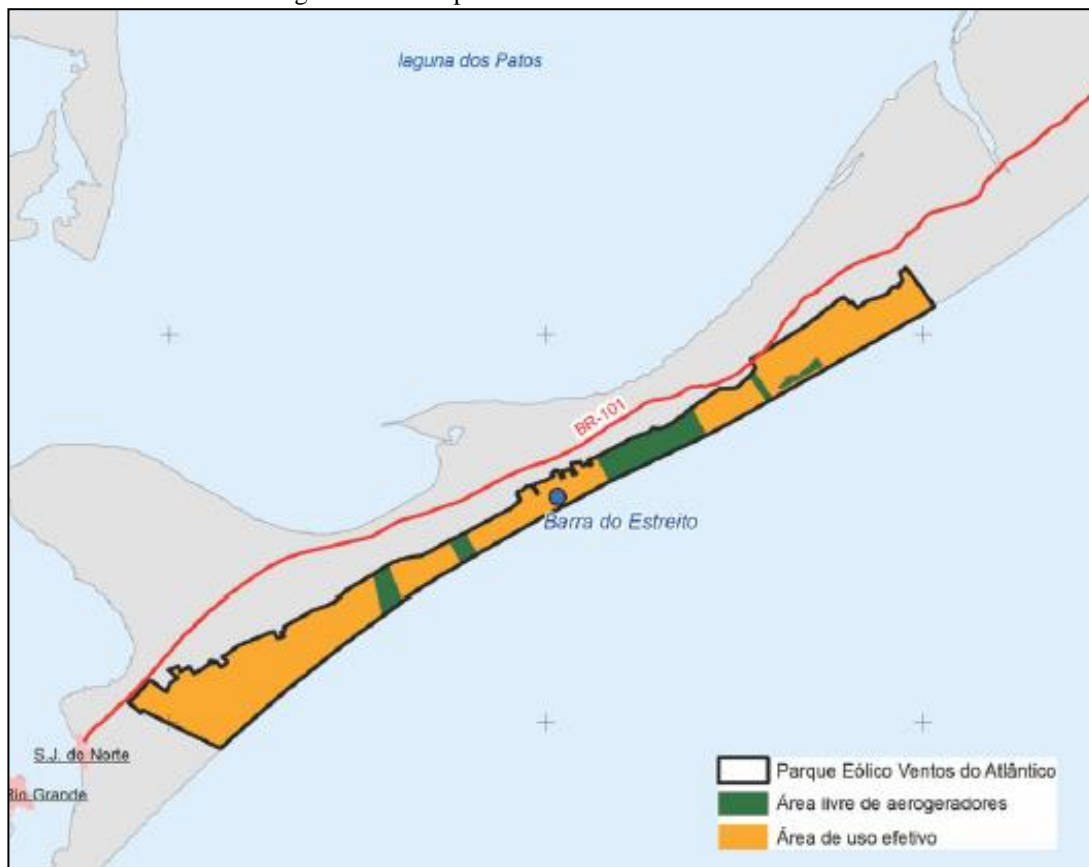 laguna dos Patos
BR-101
Barra do Estreito
S.J. do Norte
Rio Grande
Parque Eólico Ventos do Atlântico
Área livre de aerogeradores
Área de uso efetivo